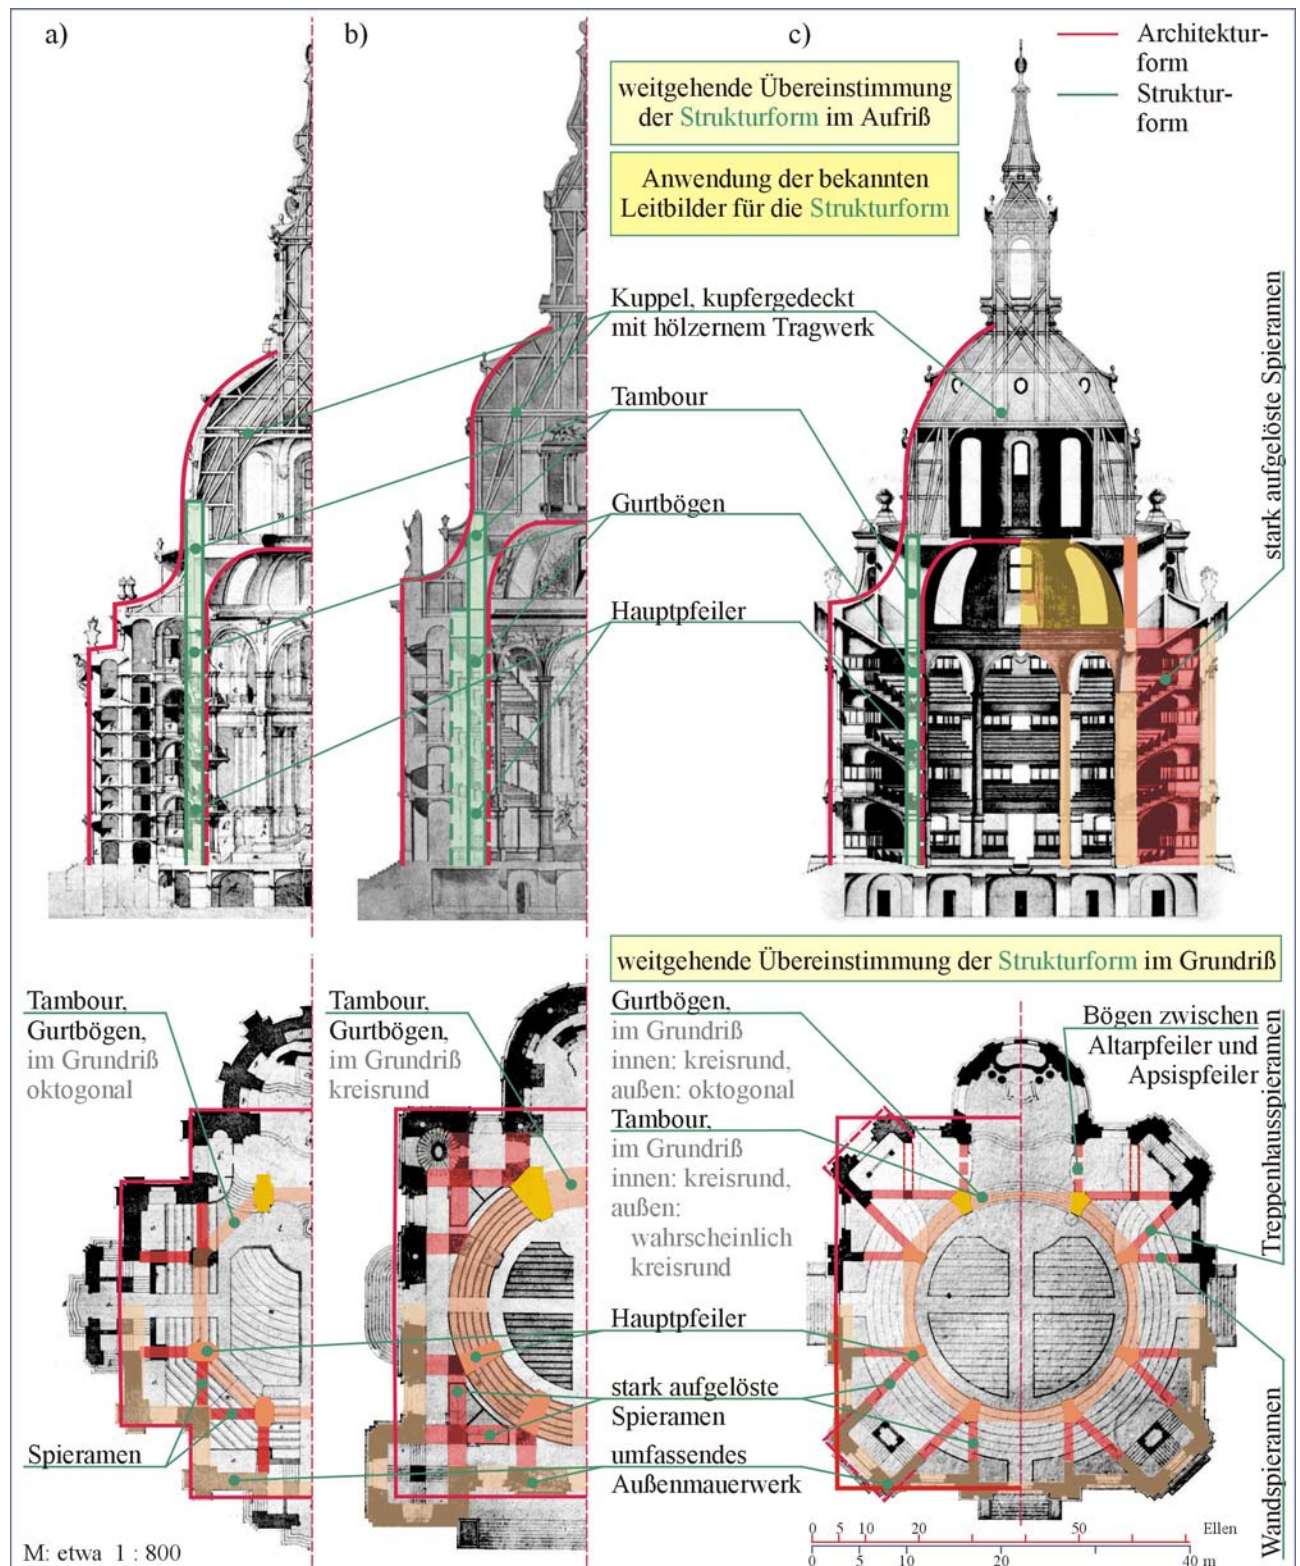 a)
b)
c)
Architektur-
form
Struktur-
form
weitgehende Übereinstimmung
der Strukturform im Aufriß
Anwendung der bekannten
Leitbilder für die Strukturform
Kuppel, kupfergedeckt
mit hölzernem Tragwerk
Tambour
Gurtbögen
Hauptpfeiler
stark aufgelöste Spieramen
weitgehende Übereinstimmung der Strukturform im Grundriß
Tambour,
Gurtbögen,
im Grundriß
oktogonal
Tambour,
Gurtbögen,
im Grundriß
kreisrund
Gurtbögen,
im Grundriß
innen: kreisrund,
außen: oktogonal
Tambour,
im Grundriß
innen: kreisrund,
außen:
wahrscheinlich
kreisrund
Bögen zwischen
Altarpfeiler und
Apsispfeiler
Treppenhausspieramen
Hauptpfeiler
stark aufgelöste
Spieramen
umfassendes
Außenmauerwerk
Spieramen
Wandspieramen
M: etwa 1 : 800
0 5 10 20 50 Ellen
0 5 10 20 40 m